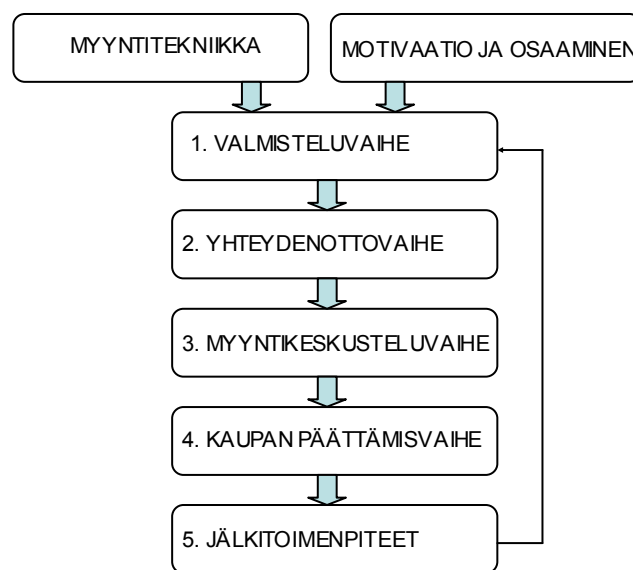 MYYNTITEKNIIKKA
MOTIVAATIO JA OSAAMINEN
1. VALMISTELUVAIHE
2. YHTEYDENOTTOVAIHE
3. MYYNTIKESKUSTELUVAIHE
4. KAUPAN PÄÄTTÄMISVAIHE
5. JÄLKITOIMENPITEET